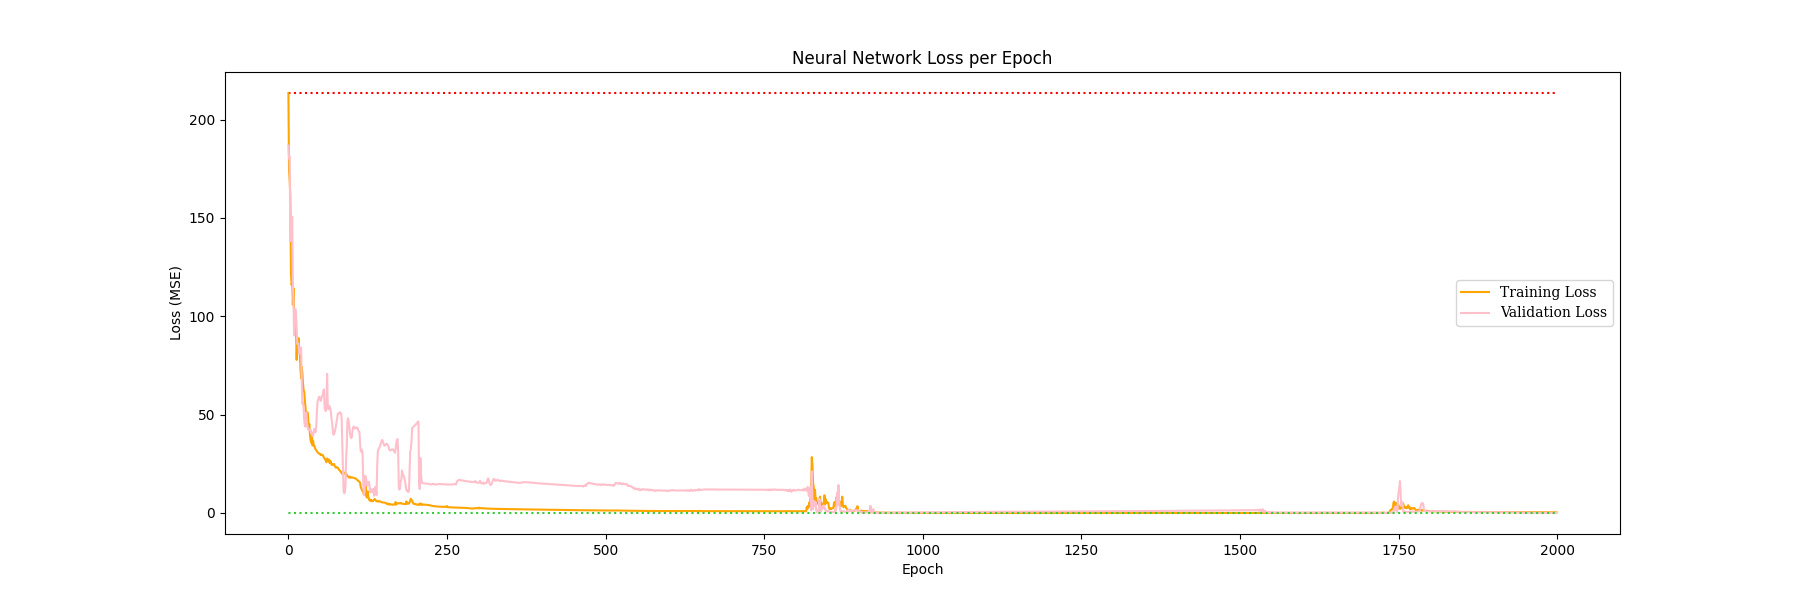 Neural Network Loss per Epoch
Loss (MSE)
200
150
100
50
0
Training Loss
Validation Loss
0 250 500 750 1000 1250 1500 1750 2000
Epoch